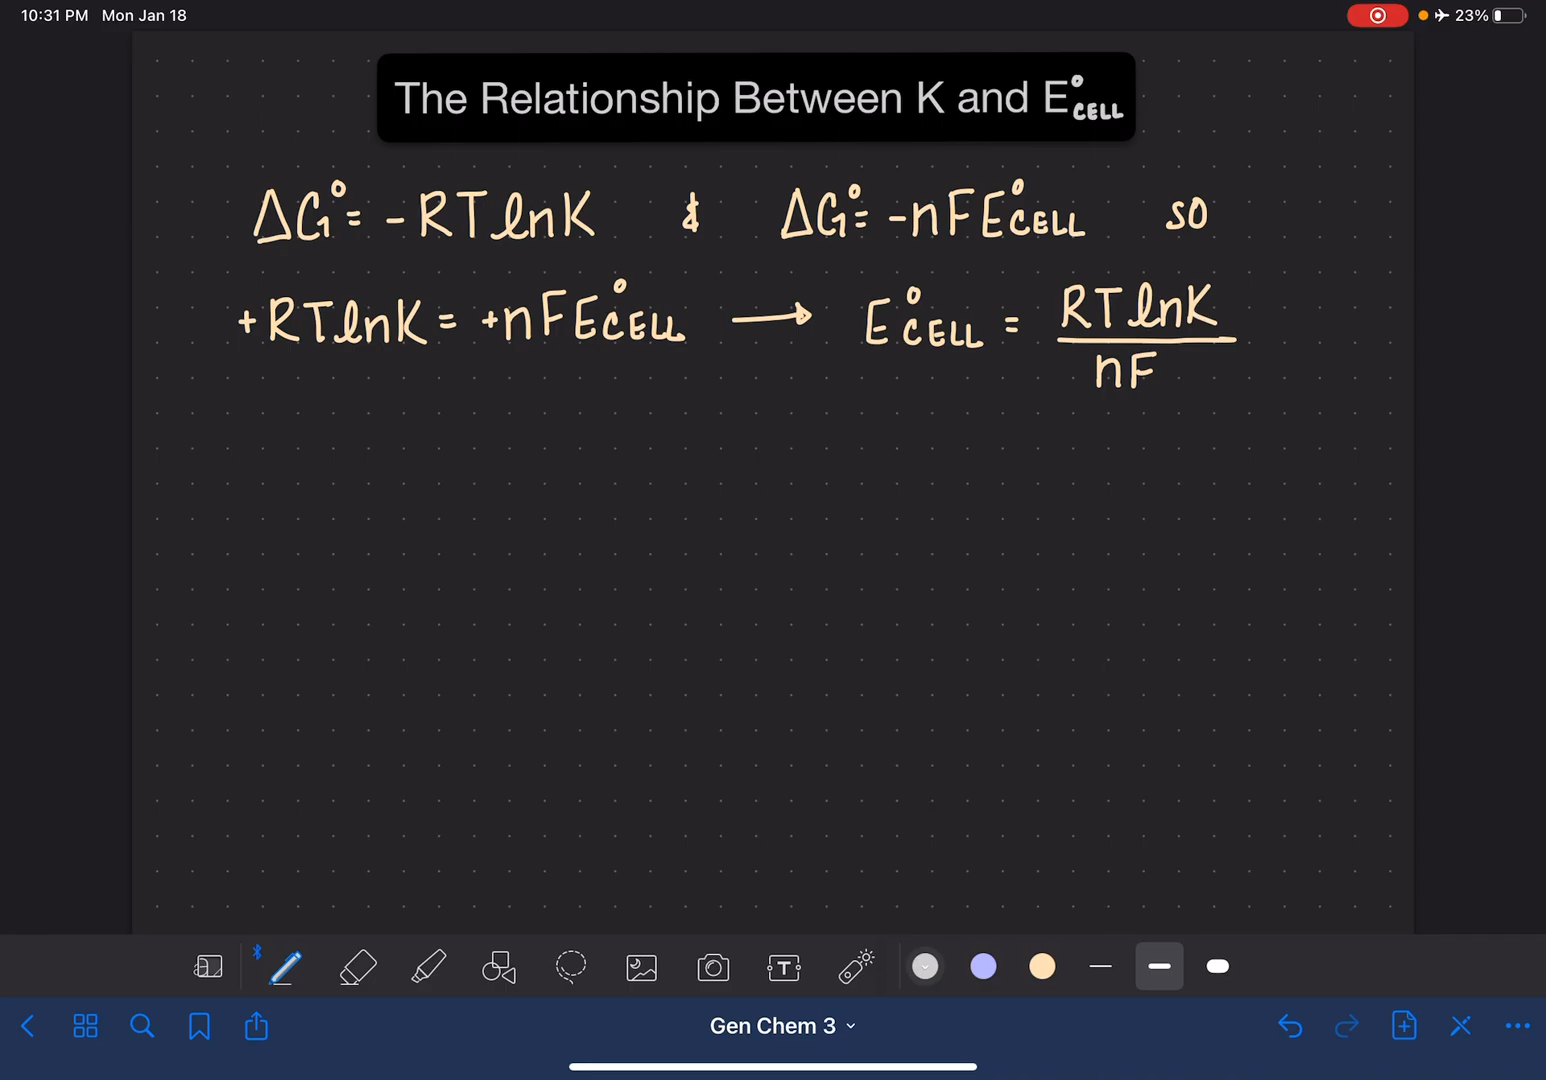 10:31 PM Mon Jan 18
23%
The Relationship Between K and E°CELL
ΔG° = -RTlnK & ΔG° = -nFE°CELL so
+RTlnK = +nFE°CELL → E°CELL = RTlnK
nF
T
Gen Chem 3